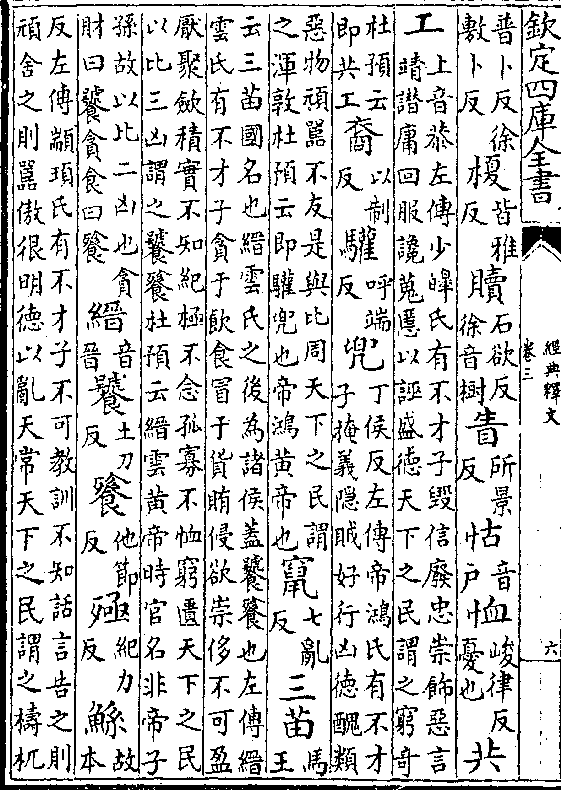 欽定四庫全書
經典釋文
卷三
六
普卜反徐敷卜反榎皆雅反贖石欲反徐音樹眚所景反怙音戶恤峻律反憂也共
工上音恭左傳少皞氏有不才子毀信廢忠崇飾惡言靖譖庸回服讒蒐慝以誣盛德天下之民謂之窮奇
杜預云即共工裔以制反驩呼端反兜丁侯反左傳帝鴻氏有不才子掩義隠賊好行凶德醜類
惡物頑嚚不友是與比周天下之民謂之渾敦杜預云即驩兜也帝鴻黄帝也竄七亂反三苗馬王
云三苗國名也縉雲氏之後為諸侯蓋饕餮也左傳縉雲氏有不才子貪于飲食冒于貨賄侵欲崇侈不可盈
厭聚斂積實不知紀極不念孤寡不恤窮匱天下之民以比三凶謂之饕餮杜預云縉雲黄帝時官名非帝子
孫故以比二凶也貪財曰饕貪食曰餮縉音晉饕土刀反餮他節反殛紀力反鯀故本
反左傳顓頊氏有不才子不可教訓不知話言告之則頑舍之則嚚傲很明德以亂天常天下之民謂之檮杌